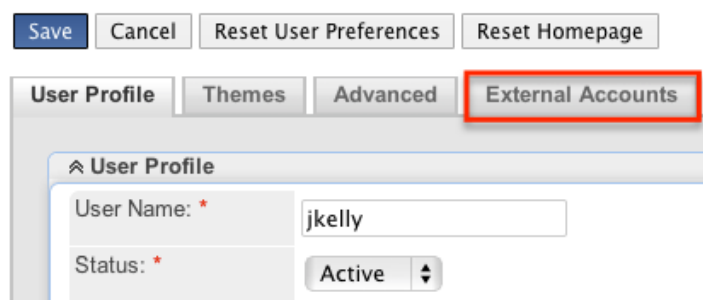 Save Cancel Reset User Preferences Reset Homepage
User Profile Themes Advanced External Accounts
User Profile
User Name: * jkelly
Status: * Active